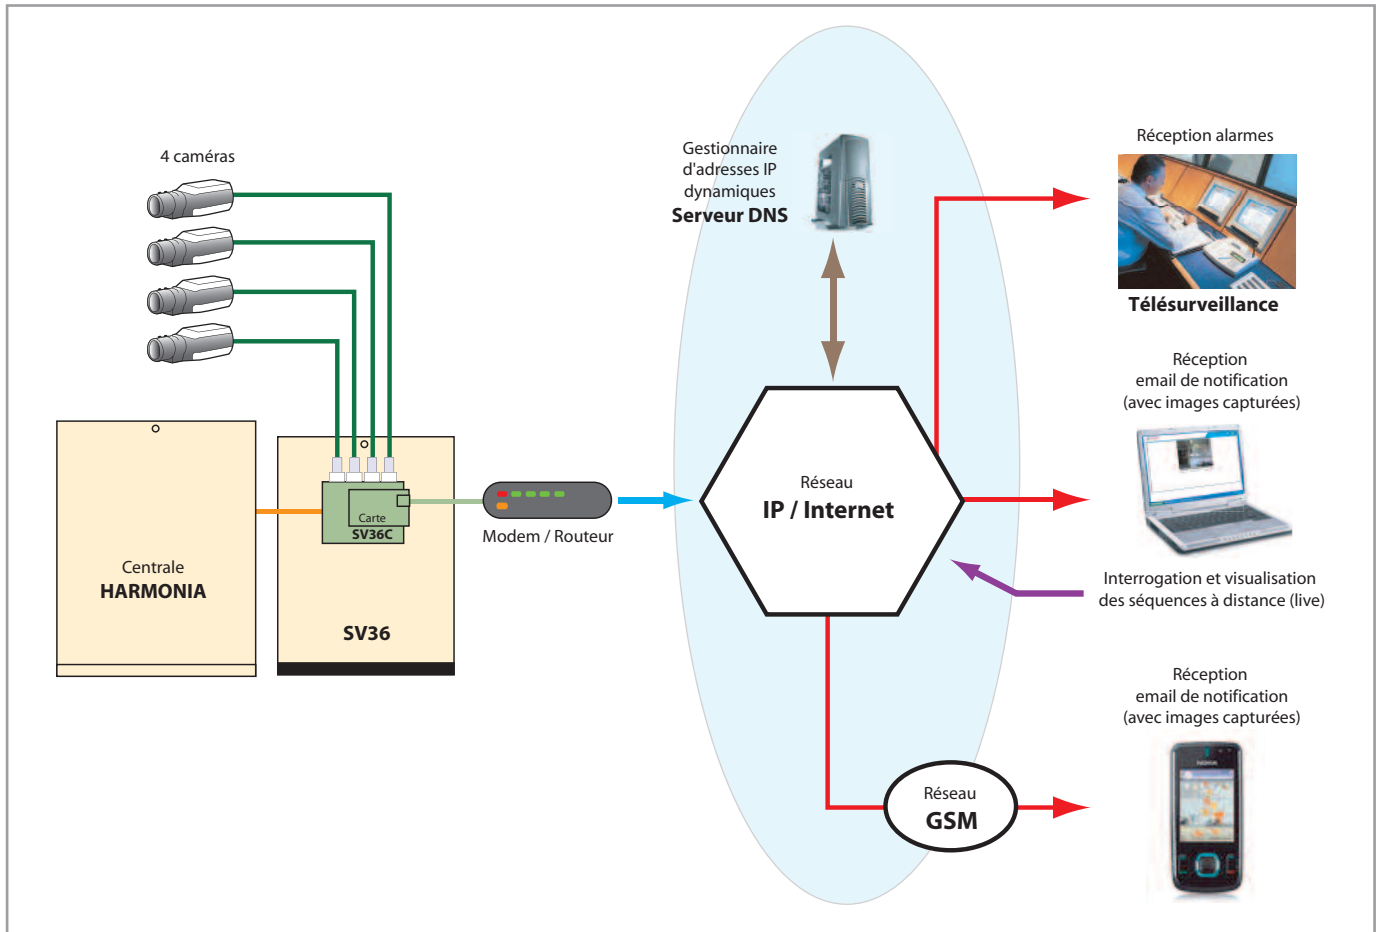 4 caméras
Centrale
HARMONIA
Carte
SV36C
SV36
Modem / Routeur
Gestionnaire
d'adresses IP
dynamiques
Serveur DNS
Réseau
IP / Internet
Réseau
GSM
Réception alarmes
Télésurveillance
Réception
email de notification
(avec images capturées)
Interrogation et visualisation
des séquences à distance (live)
Réception
email de notification
(avec images capturées)
NOKIA